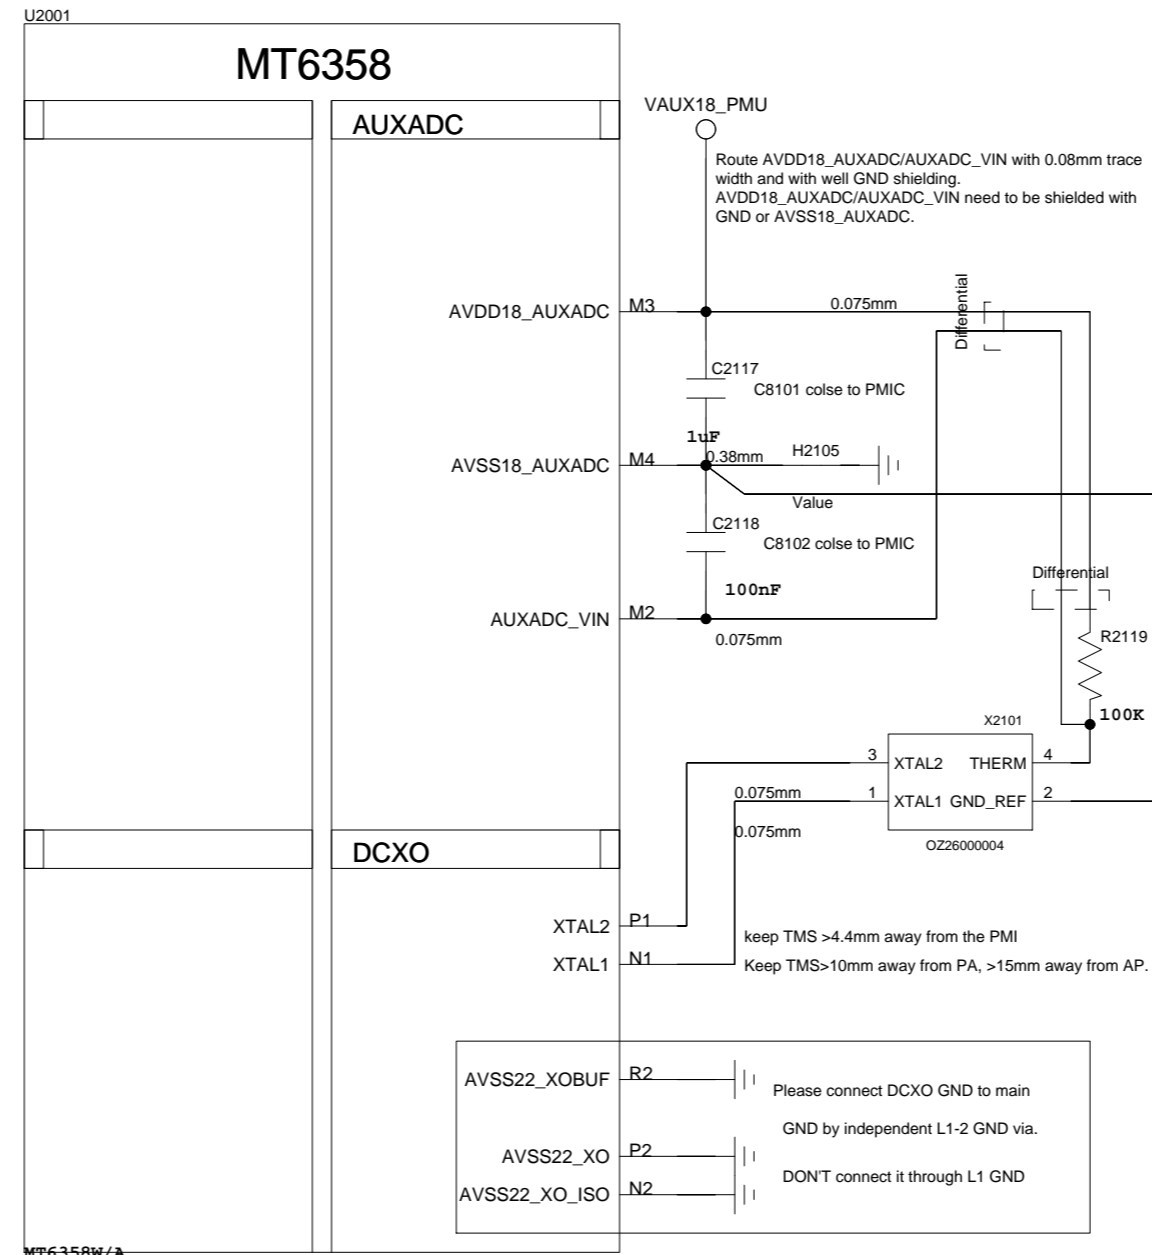 U2001
MT6358
AUXADC
VAUX18_PMU
Route AVDD18_AUXADC/AUXADC_VIN with 0.08mm trace
width and with well GND shielding.
AVDD18_AUXADC/AUXADC_VIN need to be shielded with
GND or AVSS18_AUXADC.
AVDD18_AUXADC
M3
0.075mm
Differential
C2117
C8101 colse to PMIC
1uF
AVSS18_AUXADC
M4
0.38mm
H2105
Value
C2118
C8102 colse to PMIC
100nF
AUXADC_VIN
M2
0.075mm
Differential
R2119
100K
X2101
3
XTAL2
THERM
4
0.075mm
1
XTAL1
GND_REF
2
0.075mm
OZ26000004
DCXO
XTAL2
P1
XTAL1
N1
keep TMS >4.4mm away from the PMI
Keep TMS>10mm away from PA, >15mm away from AP.
AVSS22_XOBUF
R2
Please connect DCXO GND to main
GND by independent L1-2 GND via.
AVSS22_XO
P2
DON'T connect it through L1 GND
AVSS22_XO_ISO
N2
MT6358W/A